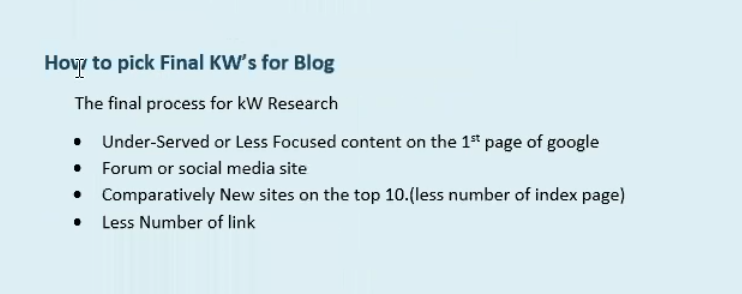 How to pick Final KW's for Blog
The final process for kW Research
• Under-Served or Less Focused content on the 1st page of google
• Forum or social media site
• Comparatively New sites on the top 10.(less number of index page)
• Less Number of link